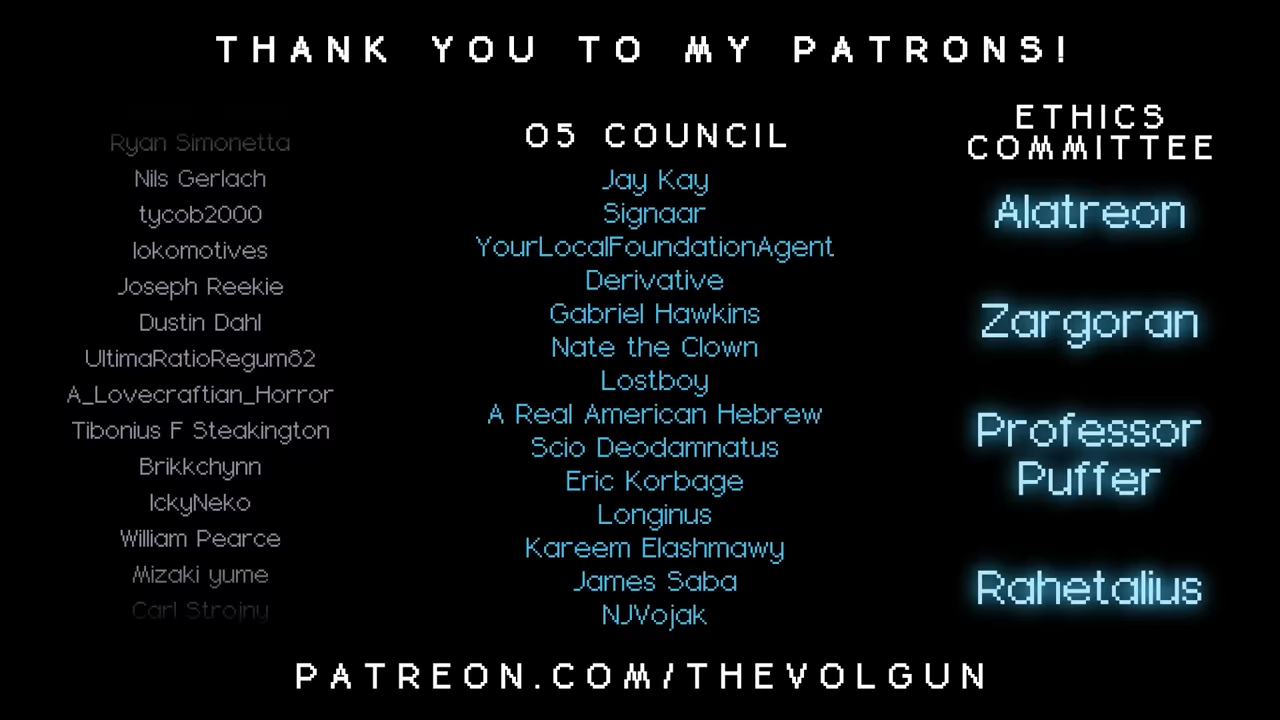 THANK YOU TO MY PATRONS!
Ryan Simonetta
Nils Gerlach
tycob2000
lokomotives
Joseph Reekie
Dustin Dahl
UltimaRatioRegum82
A_Lovecraftian_Horror
Tibonius F Steakington
Brikkchynn
IckyNeko
William Pearce
Mizaki yume
Carl Strojny
05 COUNCIL
Jay Kay
Signaar
YourLocalFoundationAgent
Derivative
Gabriel Hawkins
Nate the Clown
Lostboy
A Real American Hebrew
Scio Deodamnatus
Eric Korbage
Longinus
Kareem Elashmawy
James Saba
NJVojak
ETHICS
COMMITTEE
Alatreon
Zargoran
Professor
Puffer
Rahetalius
PATREON.COM/THEVOLGUN